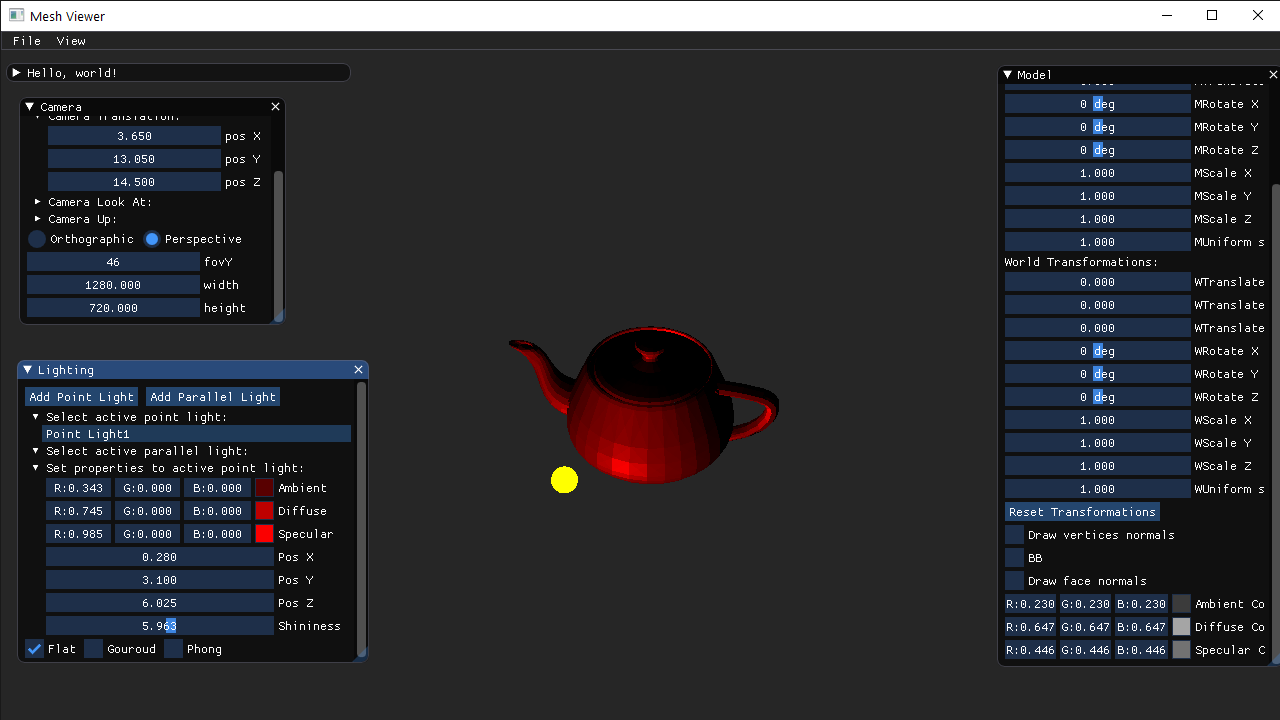 Mesh Viewer
File View
Hello, world!
Camera
Camera Translation:
3.650 pos X
13.050 pos Y
14.500 pos Z
Camera Look At:
Camera Up:
Orthographic Perspective
46 fovY
1280.000 width
720.000 height
Lighting
Add Point Light Add Parallel Light
Select active point light:
Point Light1
Select active parallel light:
Set properties to active point light:
R:0.343 G:0.000 B:0.000 Ambient
R:0.745 G:0.000 B:0.000 Diffuse
R:0.985 G:0.000 B:0.000 Specular
0.280 Pos X
3.100 Pos Y
6.025 Pos Z
5.963 Shininess
Flat Gouroud Phong
Model
0 deg MRotate X
0 deg MRotate Y
0 deg MRotate Z
1.000 MScale X
1.000 MScale Y
1.000 MScale Z
1.000 MUniform s
World Transformations:
0.000 WTranslate
0.000 WTranslate
0.000 WTranslate
0 deg WRotate X
0 deg WRotate Y
0 deg WRotate Z
1.000 WScale X
1.000 WScale Y
1.000 WScale Z
1.000 WUniform s
Reset Transformations
Draw vertices normals
BB
Draw face normals
R:0.230 G:0.230 B:0.230 Ambient Co
R:0.647 G:0.647 B:0.647 Diffuse Co
R:0.446 G:0.446 B:0.446 Specular C